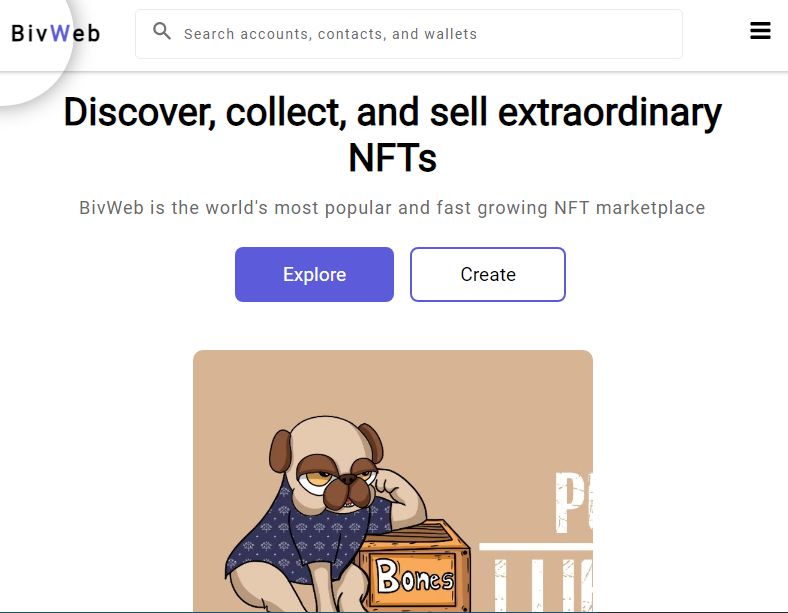 BivWeb
Search accounts, contacts, and wallets
Discover, collect, and sell extraordinary
NFTs
BivWeb is the world's most popular and fast growing NFT marketplace
Explore
Create
Bones